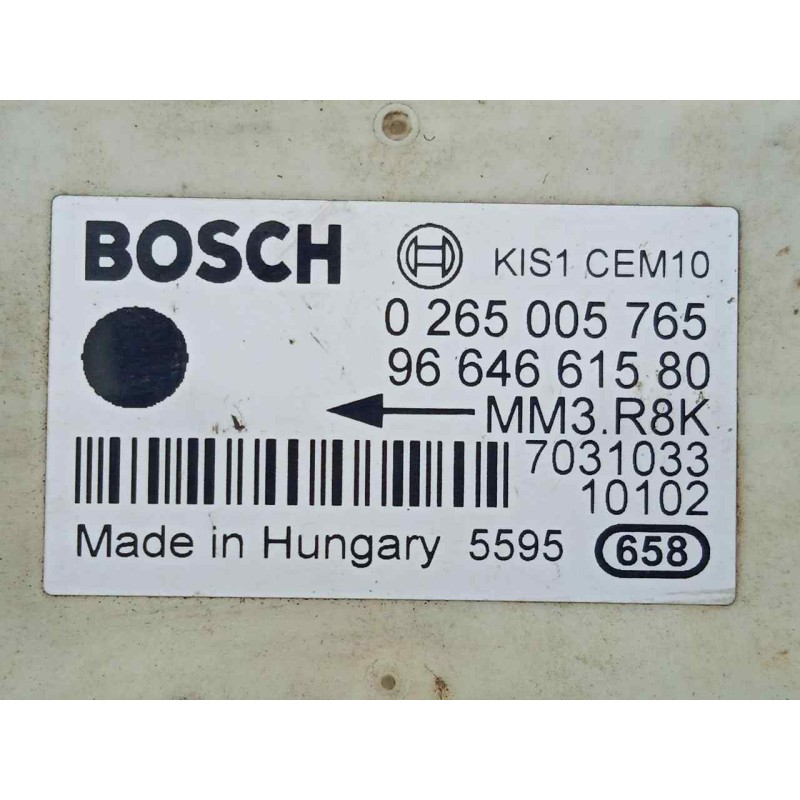 BOSCH KIS1 CEM10
0 265 005 765
96 646 615 80
MM3.R8K
7031033
10102
Made in Hungary 5595 658